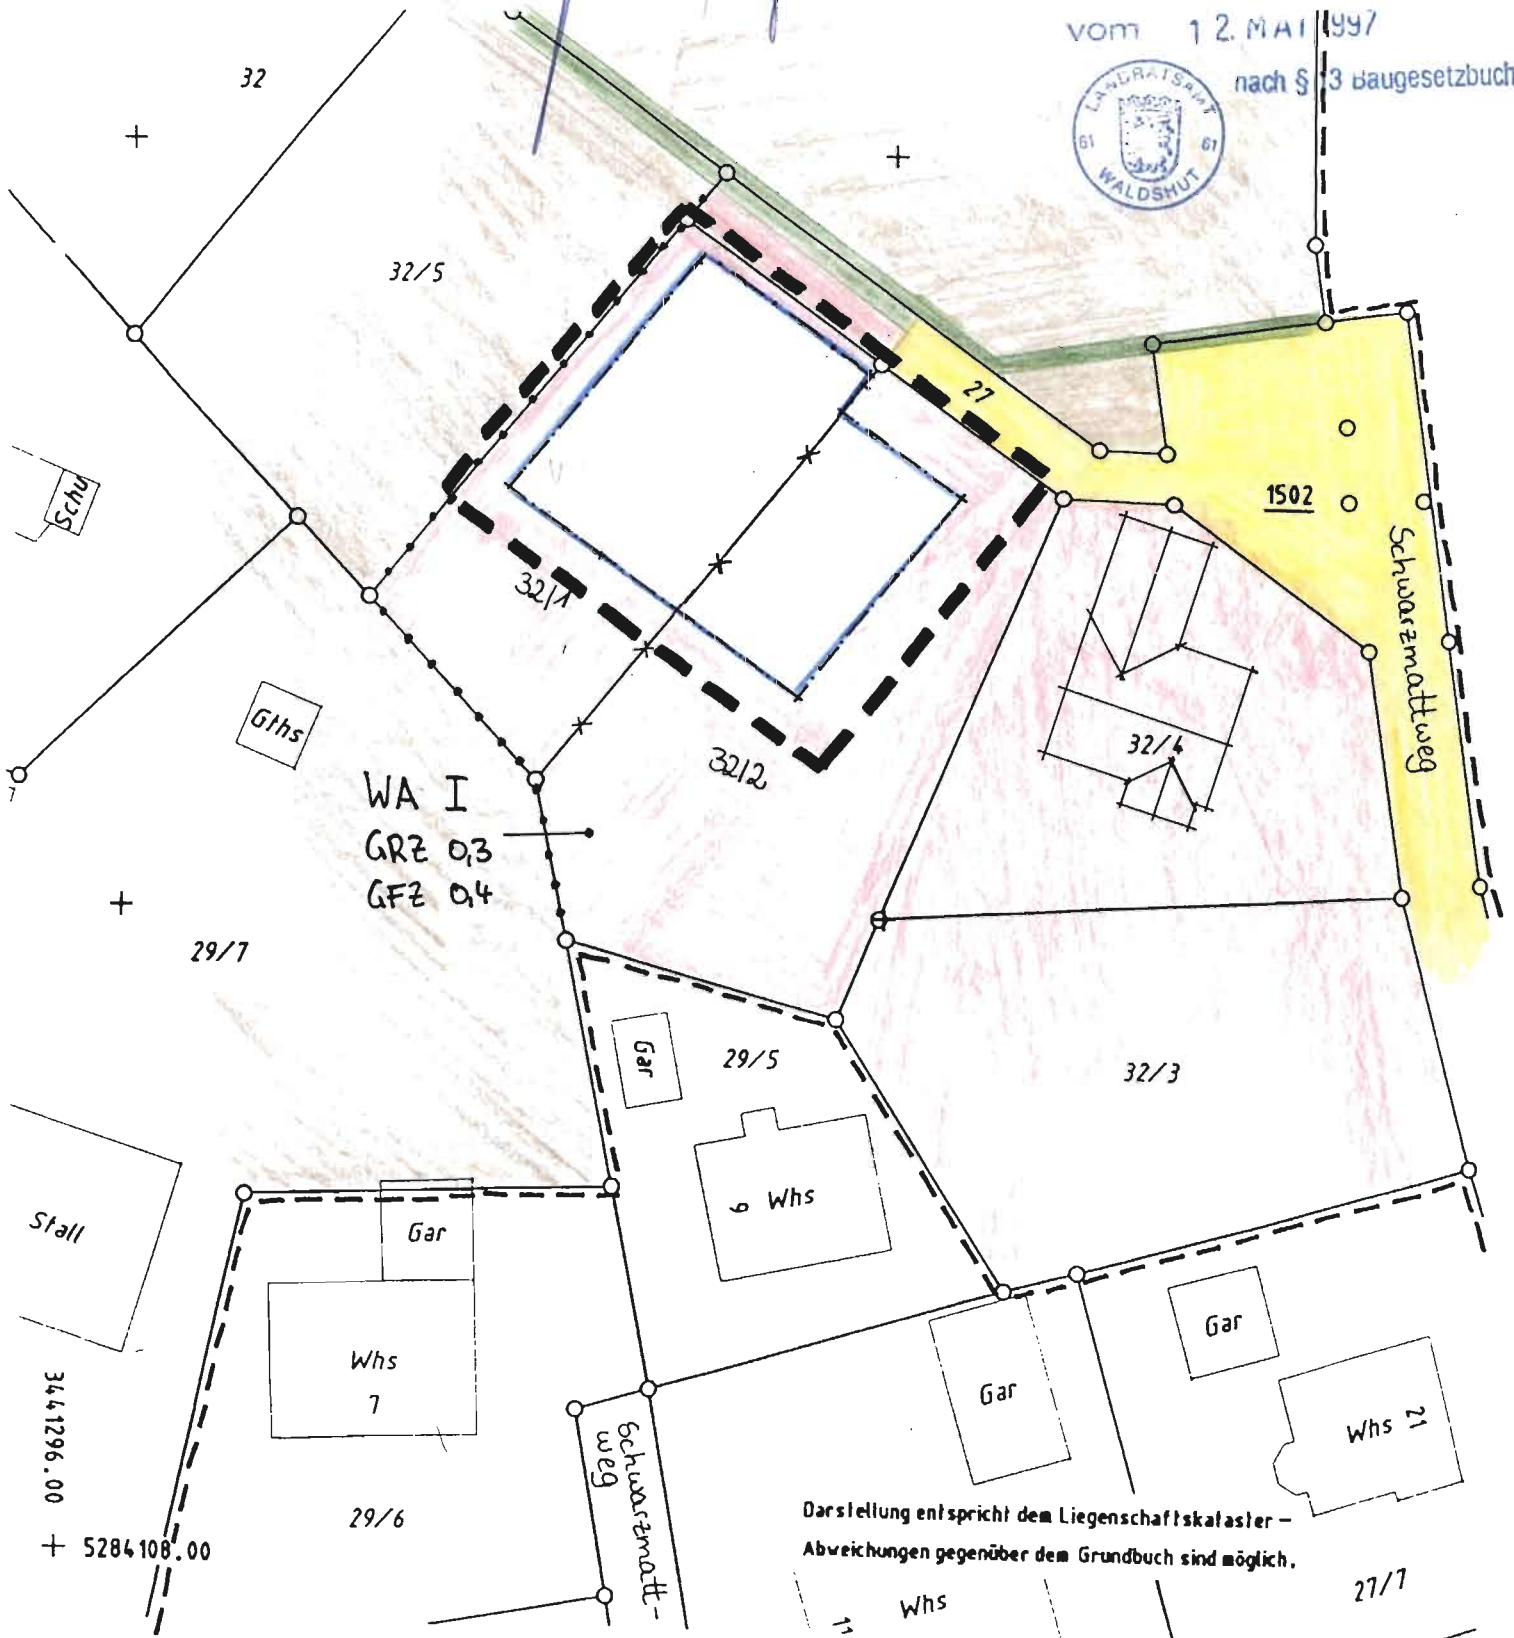 vom 12. MAI 1997
nach § 13 Baugesetzbuch
LANDRATSAMT
61 61
WALDSHUT
32
32/5
27
1502
Schwarzmattweg
Schu
32/1
32/2
32/4
Gths
WA I
GRZ 0,3
GFZ 0,4
29/7
Gar
29/5
32/3
9 Whs
Stall
Gar
Whs
7
Gar
Gar
Whs 21
Schwarzmatt-
weg
29/6
3441296.00
5284108.00
Darstellung entspricht dem Liegenschaftskataster –
Abweichungen gegenüber dem Grundbuch sind möglich.
Whs
11
27/7